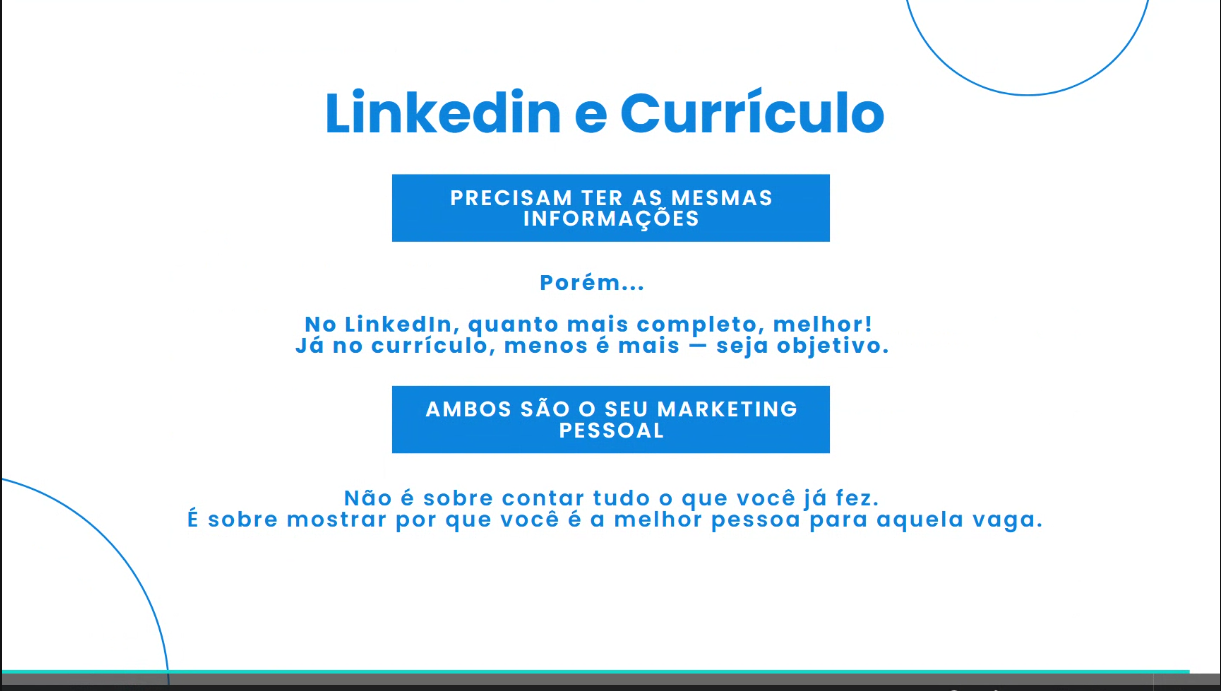 Linkedin e Currículo
PRECISAM TER AS MESMAS
INFORMAÇÕES
Porém...
No LinkedIn, quanto mais completo, melhor!
Já no currículo, menos é mais — seja objetivo.
AMBOS SÃO O SEU MARKETING
PESSOAL
Não é sobre contar tudo o que você já fez.
É sobre mostrar por que você é a melhor pessoa para aquela vaga.